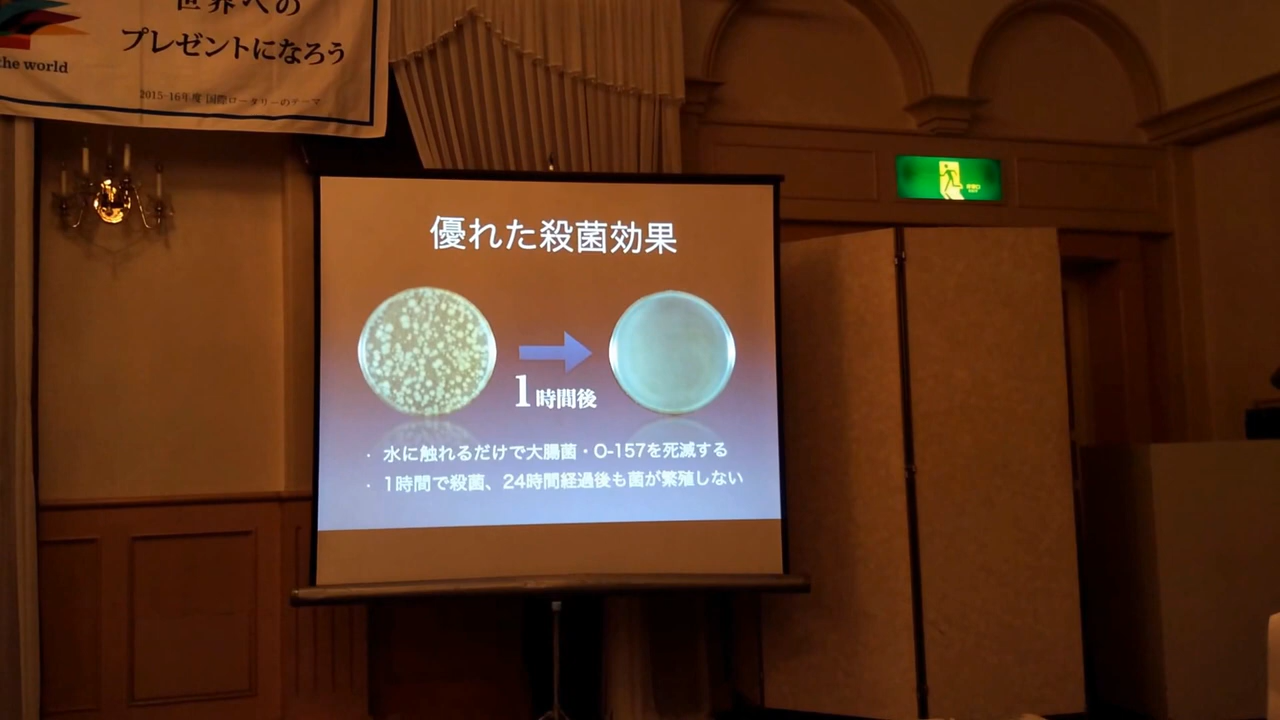 世界への
プレゼントになろう
the world
2015-16年度 国際ロータリーのテーマ
優れた殺菌効果
1時間後
・ 水に触れるだけで大腸菌・O-157を死滅する
・ 1時間で殺菌、24時間経過後も菌が繁殖しない
非常口